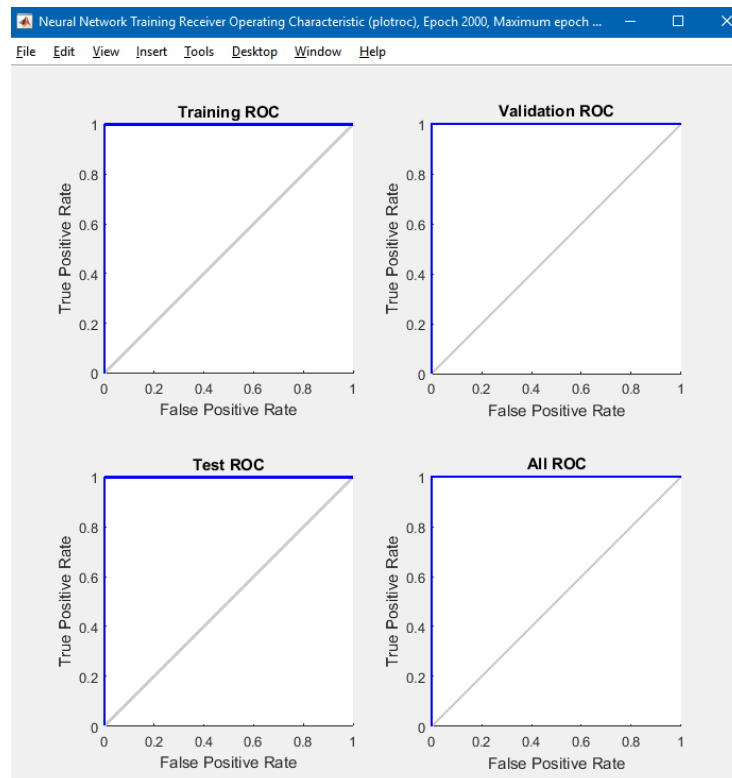 Neural Network Training Receiver Operating Characteristic (plotroc), Epoch 2000, Maximum epoch ...
File Edit View Insert Tools Desktop Window Help
Training ROC
True Positive Rate
1
0.8
0.6
0.4
0.2
0
0 0.2 0.4 0.6 0.8 1
False Positive Rate
Validation ROC
True Positive Rate
1
0.8
0.6
0.4
0.2
0
0 0.2 0.4 0.6 0.8 1
False Positive Rate
Test ROC
True Positive Rate
1
0.8
0.6
0.4
0.2
0
0 0.2 0.4 0.6 0.8 1
False Positive Rate
All ROC
True Positive Rate
1
0.8
0.6
0.4
0.2
0
0 0.2 0.4 0.6 0.8 1
False Positive Rate